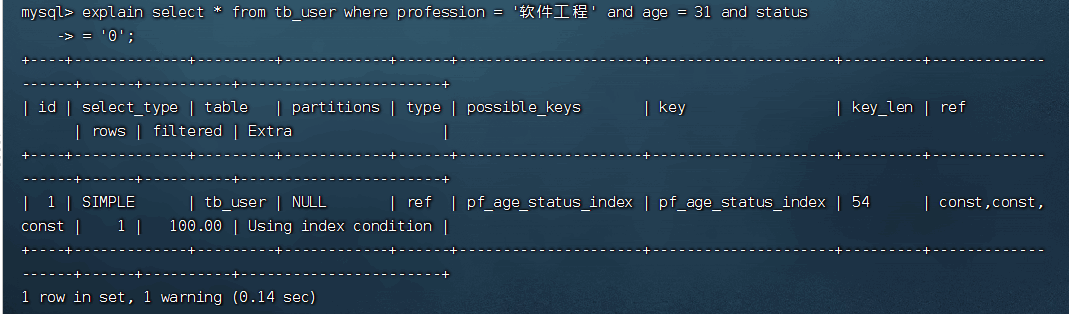 mysql> explain select * from tb_user where profession = '软件工程' and age = 31 and status
    -> = '0';
+----+-------------+---------+------------+------+---------------------+---------------------+---------+-------------
------+------+----------+-----------------------+
| id | select_type | table   | partitions | type | possible_keys       | key                 | key_len | ref
      | rows | filtered | Extra                 |
+----+-------------+---------+------------+------+---------------------+---------------------+---------+-------------
------+------+----------+-----------------------+
|  1 | SIMPLE      | tb_user | NULL       | ref  | pf_age_status_index | pf_age_status_index | 54      | const,const,
const |    1 |   100.00 | Using index condition |
+----+-------------+---------+------------+------+---------------------+---------------------+---------+-------------
------+------+----------+-----------------------+
1 row in set, 1 warning (0.14 sec)